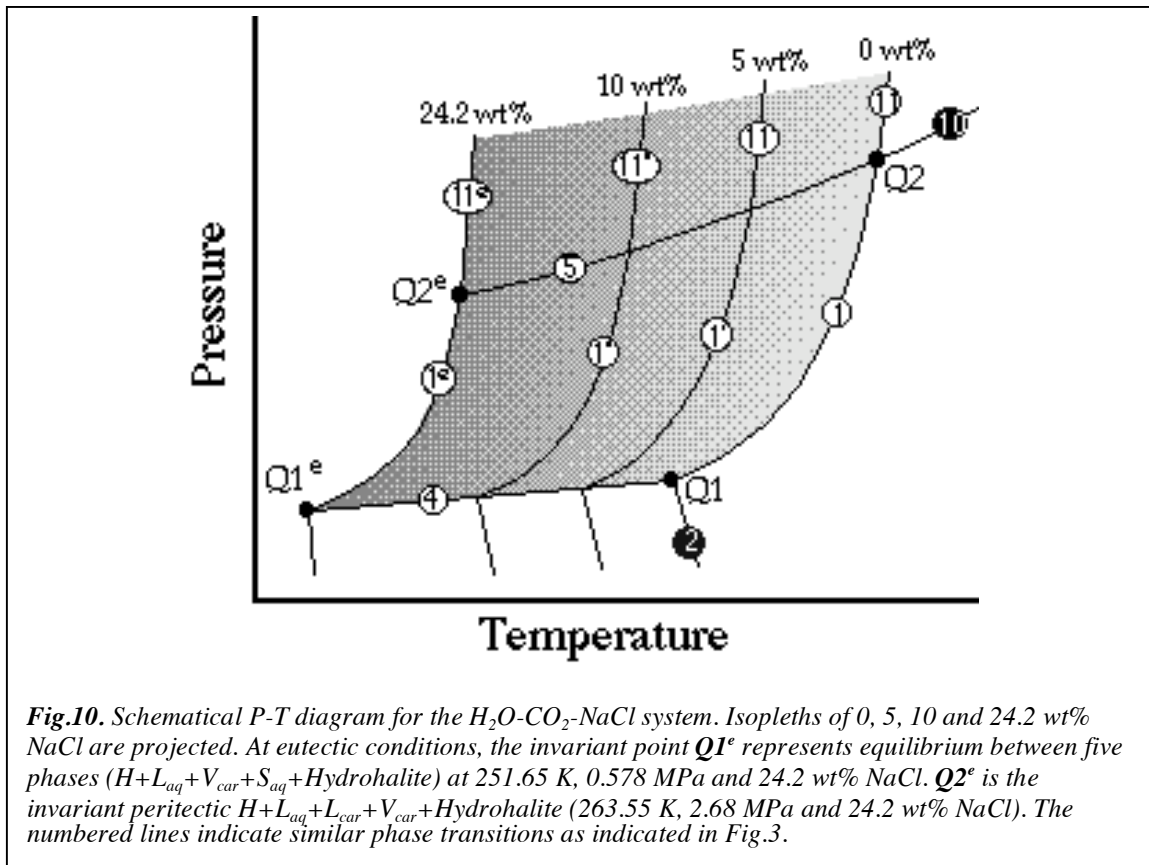 0 wt%
5 wt%
10 wt%
24.2 wt%
11
10
11
11'
11e
Q2
5
Q2e
1
1'
1"
1e
Q1e
4
Q1
2
Pressure
Temperature
Fig.10. Schematical P-T diagram for the H2O-CO2-NaCl system. Isopleths of 0, 5, 10 and 24.2 wt%
NaCl are projected. At eutectic conditions, the invariant point Q1e represents equilibrium between five
phases (H+Laq+Vcar+Saq+Hydrohalite) at 251.65 K, 0.578 MPa and 24.2 wt% NaCl. Q2e is the
invariant peritectic H+Laq+Lcar+Vcar+Hydrohalite (263.55 K, 2.68 MPa and 24.2 wt% NaCl). The
numbered lines indicate similar phase transitions as indicated in Fig.3.